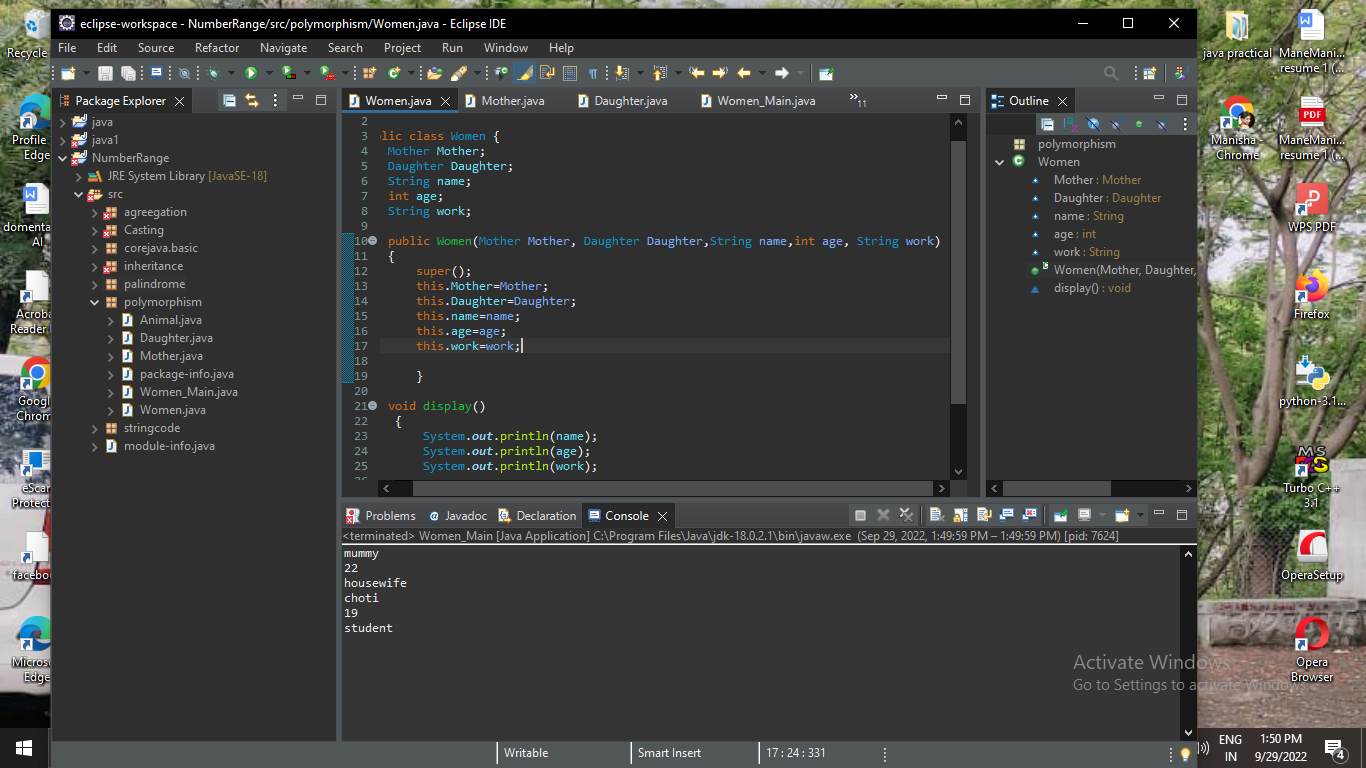 eclipse-workspace - NumberRange/src/polymorphism/Women.java - Eclipse IDE
File Edit Source Refactor Navigate Search Project Run Window Help
Package Explorer
java
java1
NumberRange
JRE System Library [JavaSE-18]
src
agreegation
Casting
corejava.basic
inheritance
palindrome
polymorphism
Animal.java
Daughter.java
Mother.java
package-info.java
Women_Main.java
Women.java
stringcode
module-info.java
Women.java Mother.java Daughter.java Women_Main.java »11
2
3 lic class Women {
4 Mother Mother;
5 Daughter Daughter;
6 String name;
7 int age;
8 String work;
9
10 public Women(Mother Mother, Daughter Daughter,String name,int age, String work)
11 {
12 super();
13 this.Mother=Mother;
14 this.Daughter=Daughter;
15 this.name=name;
16 this.age=age;
17 this.work=work;
18
19 }
20
21 void display()
22 {
23 System.out.println(name);
24 System.out.println(age);
25 System.out.println(work);
Outline
polymorphism
Women
Mother : Mother
Daughter : Daughter
name : String
age : int
work : String
Women(Mother, Daughter,
display() : void
Problems @ Javadoc Declaration Console
<terminated> Women_Main [Java Application] C:\Program Files\Java\jdk-18.0.2.1\bin\javaw.exe (Sep 29, 2022, 1:49:59 PM – 1:49:59 PM) [pid: 7624]
mummy
22
housewife
choti
19
student
Writable Smart Insert 17 : 24 : 331
Recycle
Profile
Edge
domenta
AI
Acroba
Reader
Googl
Chrom
eScan
Protect
facebo
Micros
Edge
java practical
ManeMani...
resume 1 (...
Manisha -
Chrome
PDF
ManeMani...
resume 1 (...
WPS PDF
Firefox
python-3.1...
Turbo C++
3.1
OperaSetup
Opera
Browser
Activate Windows
Go to Settings to activate Windows.
ENG
IN
1:50 PM
9/29/2022
4